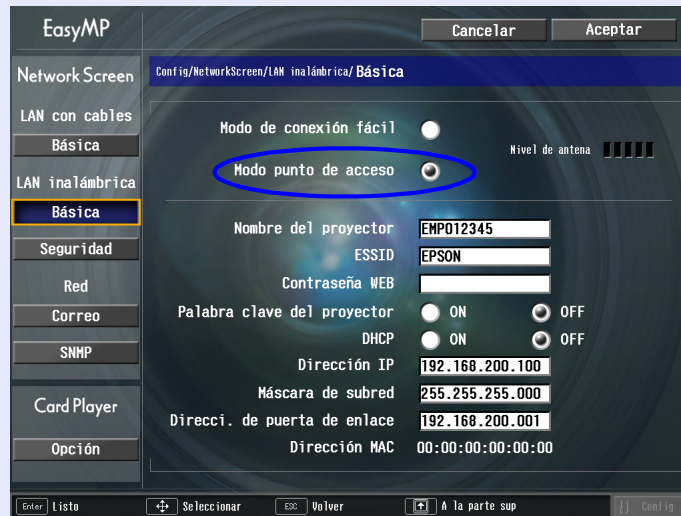 EasyMP
Cancelar
Aceptar
Network Screen
Config/NetworkScreen/LAN inalámbrica/Básica
LAN con cables
Básica
LAN inalámbrica
Básica
Seguridad
Red
Correo
SNMP
Card Player
Opción
Modo de conexión fácil
Nivel de antena
Modo punto de acceso
Nombre del proyector EMP012345
ESSID EPSON
Contraseña WEB
Palabra clave del proyector ON OFF
DHCP ON OFF
Dirección IP 192.168.200.100
Máscara de subred 255.255.255.000
Direcci. de puerta de enlace 192.168.200.001
Dirección MAC 00:00:00:00:00:00
Enter Listo Seleccionar ESC Volver A la parte sup Config